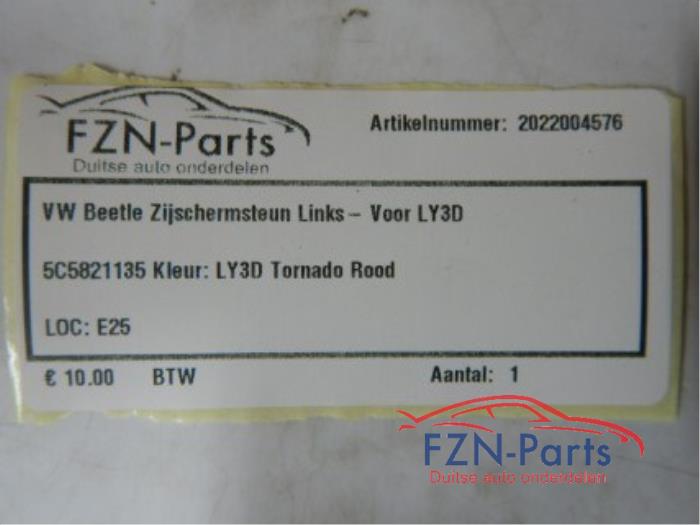 FZN-Parts
Duitse auto onderdelen
Artikelnummer: 2022004576
VW Beetle Zijschermsteun Links – Voor LY3D
5C5821135 Kleur: LY3D Tornado Rood
LOC: E25
€ 10.00 BTW Aantal: 1
FZN-Parts
Duitse auto onderdelen